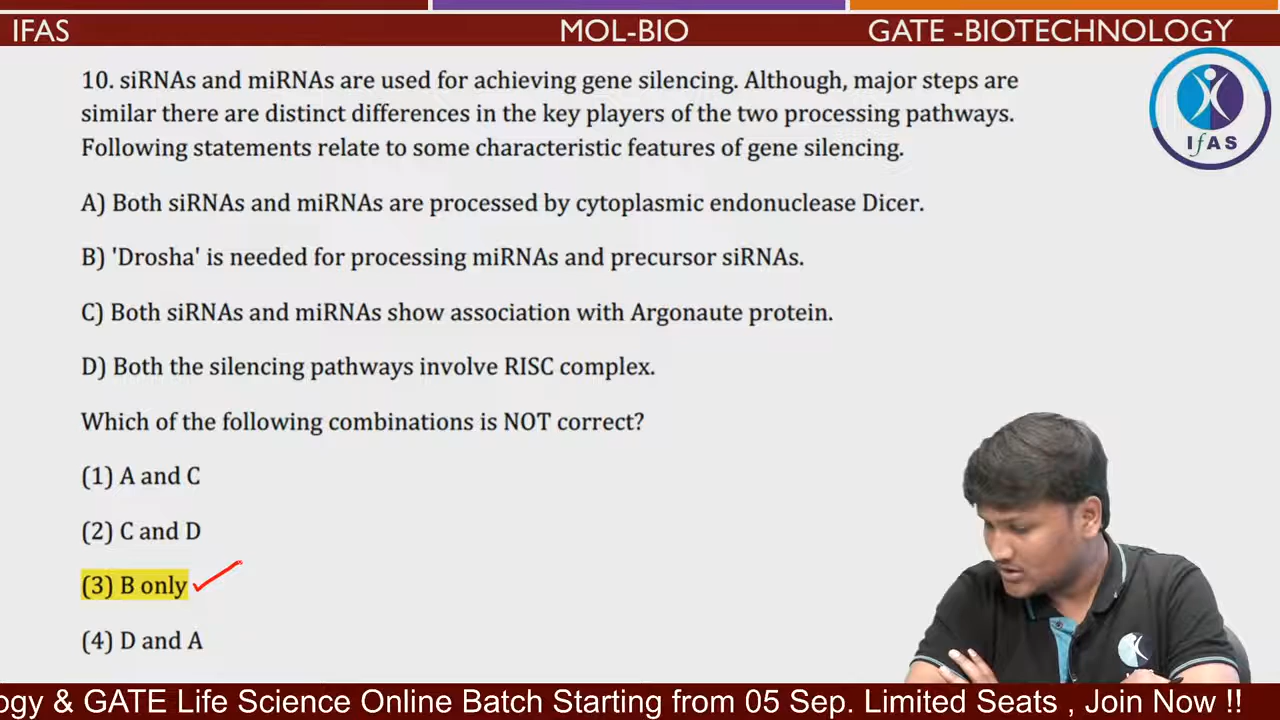 IFAS MOL-BIO GATE -BIOTECHNOLOGY
10. siRNAs and miRNAs are used for achieving gene silencing. Although, major steps are
similar there are distinct differences in the key players of the two processing pathways.
Following statements relate to some characteristic features of gene silencing.
IfAS
A) Both siRNAs and miRNAs are processed by cytoplasmic endonuclease Dicer.
B) 'Drosha' is needed for processing miRNAs and precursor siRNAs.
C) Both siRNAs and miRNAs show association with Argonaute protein.
D) Both the silencing pathways involve RISC complex.
Which of the following combinations is NOT correct?
(1) A and C
(2) C and D
(3) B only
(4) D and A
ogy & GATE Life Science Online Batch Starting from 05 Sep. Limited Seats , Join Now !!